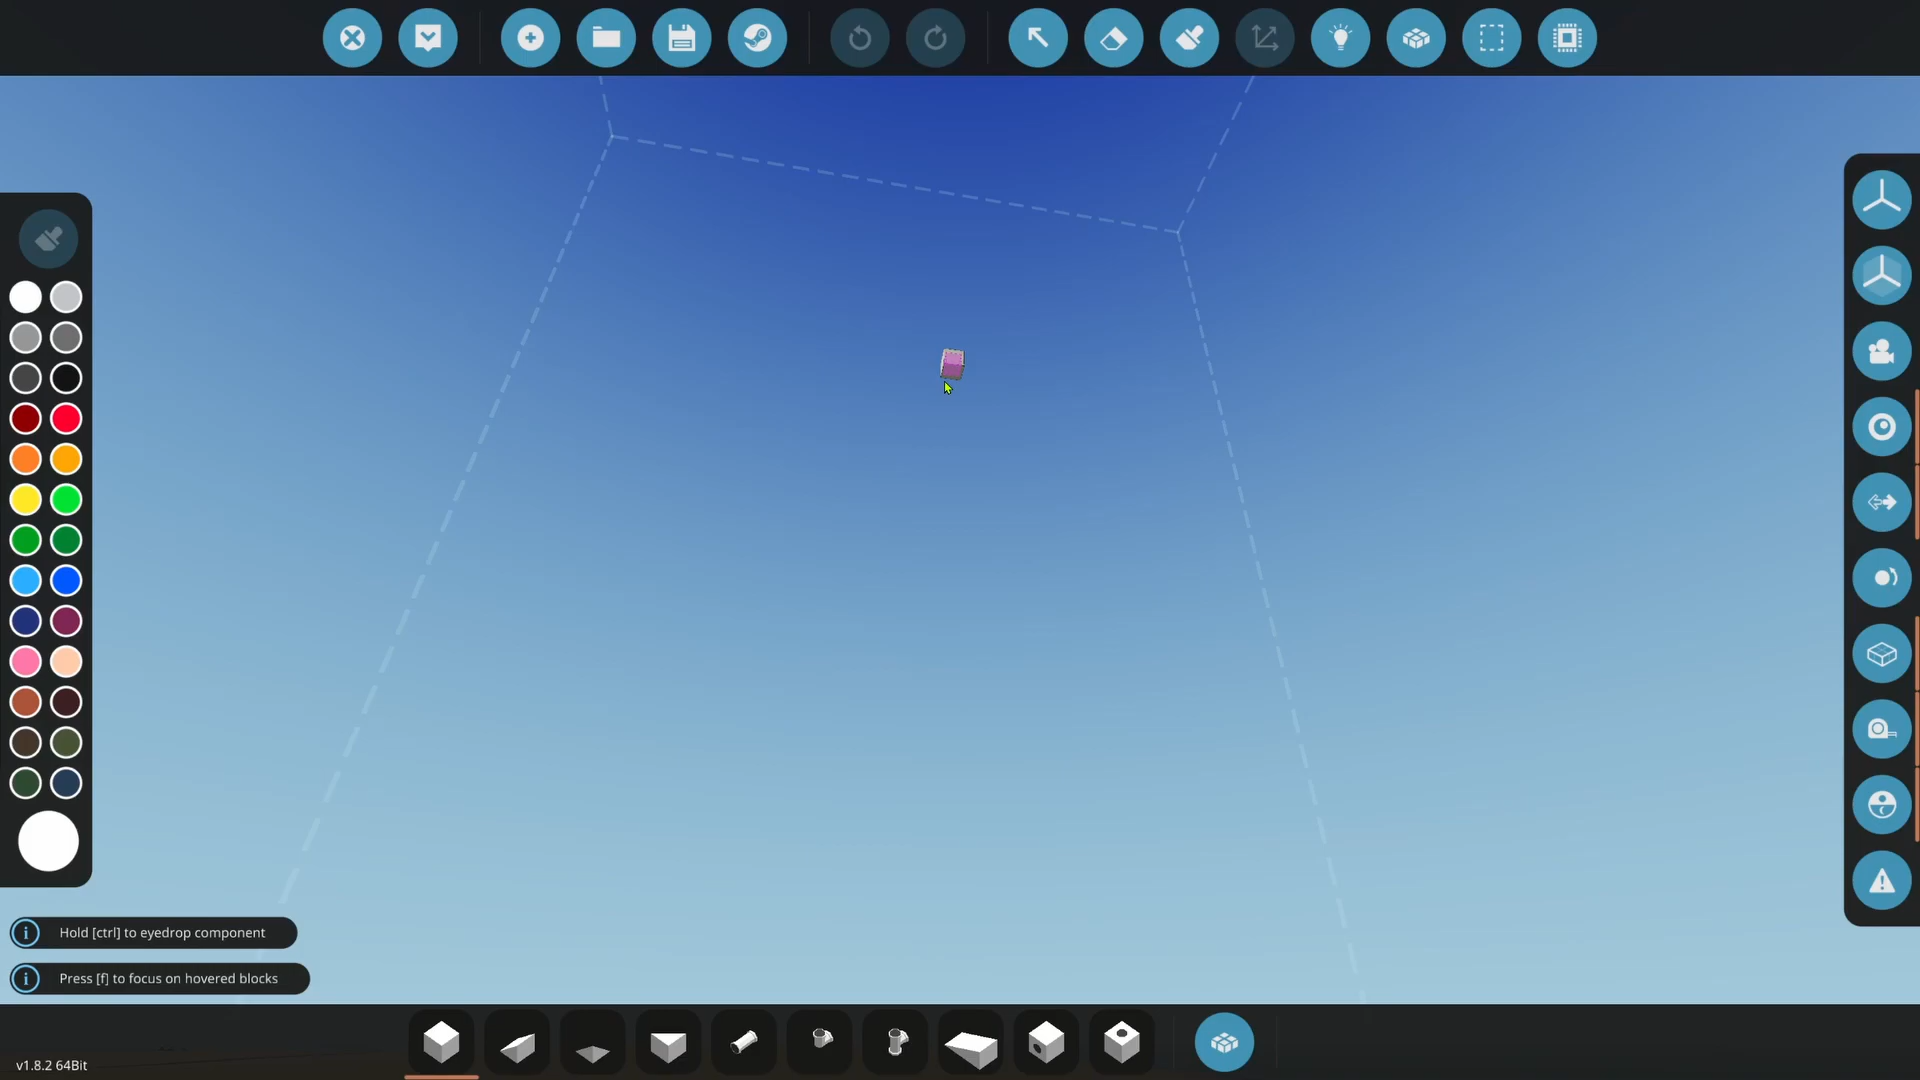 Hold [ctrl] to eyedrop component
Press [f] to focus on hovered blocks
v1.8.2 64Bit